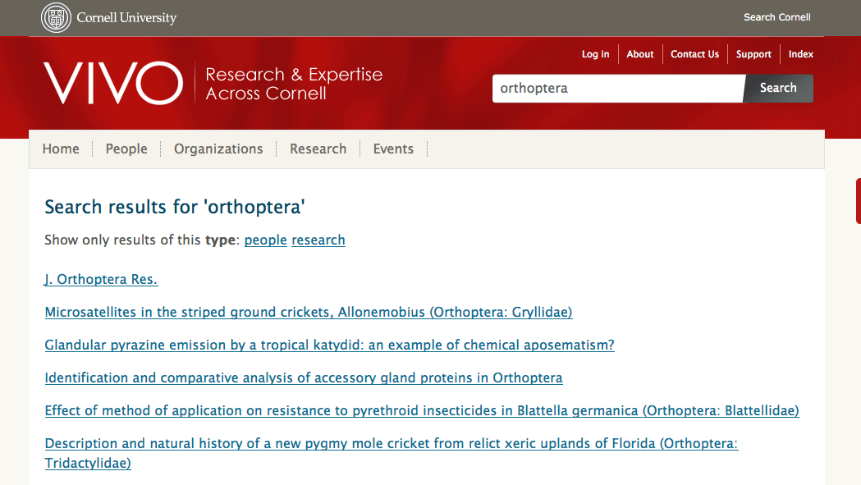 Cornell University
Search Cornell
Log in
About
Contact Us
Support
Index
VIVO
Research & Expertise
Across Cornell
orthoptera
Search
Home
People
Organizations
Research
Events
Search results for 'orthoptera'
Show only results of this type: people research
J. Orthoptera Res.
Microsatellites in the striped ground crickets, Allonemobius (Orthoptera: Gryllidae)
Glandular pyrazine emission by a tropical katydid: an example of chemical aposematism?
Identification and comparative analysis of accessory gland proteins in Orthoptera
Effect of method of application on resistance to pyrethroid insecticides in Blattella germanica (Orthoptera: Blattellidae)
Description and natural history of a new pygmy mole cricket from relict xeric uplands of Florida (Orthoptera:
Tridactylidae)